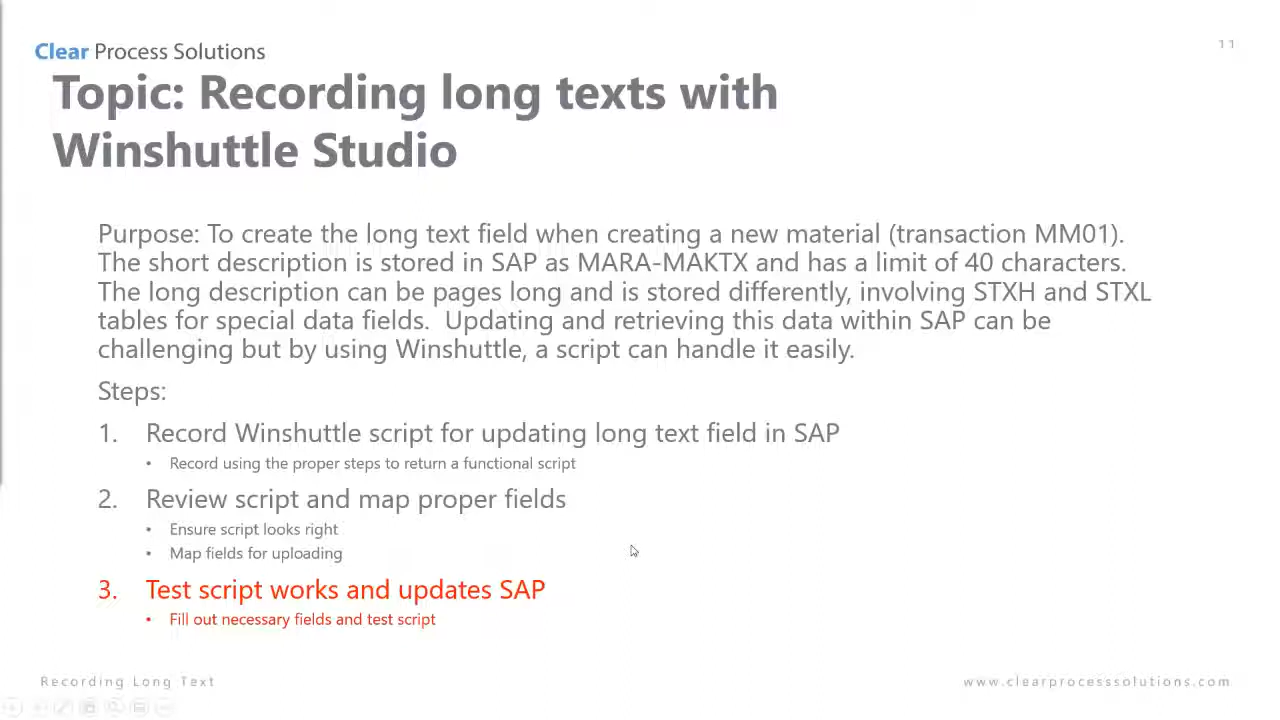 Clear Process Solutions
11
Topic: Recording long texts with
Winshuttle Studio
Purpose: To create the long text field when creating a new material (transaction MM01).
The short description is stored in SAP as MARA-MAKTX and has a limit of 40 characters.
The long description can be pages long and is stored differently, involving STXH and STXL
tables for special data fields. Updating and retrieving this data within SAP can be
challenging but by using Winshuttle, a script can handle it easily.
Steps:
1. Record Winshuttle script for updating long text field in SAP
• Record using the proper steps to return a functional script
2. Review script and map proper fields
• Ensure script looks right
• Map fields for uploading
3. Test script works and updates SAP
• Fill out necessary fields and test script
Recording Long Text
www.clearprocesssolutions.com